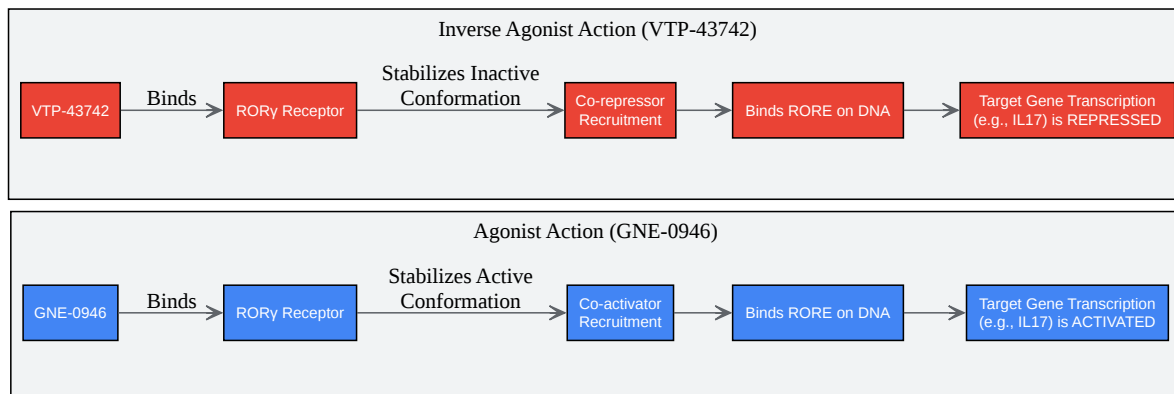 Inverse Agonist Action (VTP-43742)
VTP-43742
Binds
RORγ Receptor
Stabilizes Inactive
Conformation
Co-repressor
Recruitment
Binds RORE on DNA
Target Gene Transcription
(e.g., IL17) is REPRESSED
Agonist Action (GNE-0946)
GNE-0946
Binds
RORγ Receptor
Stabilizes Active
Conformation
Co-activator
Recruitment
Binds RORE on DNA
Target Gene Transcription
(e.g., IL17) is ACTIVATED